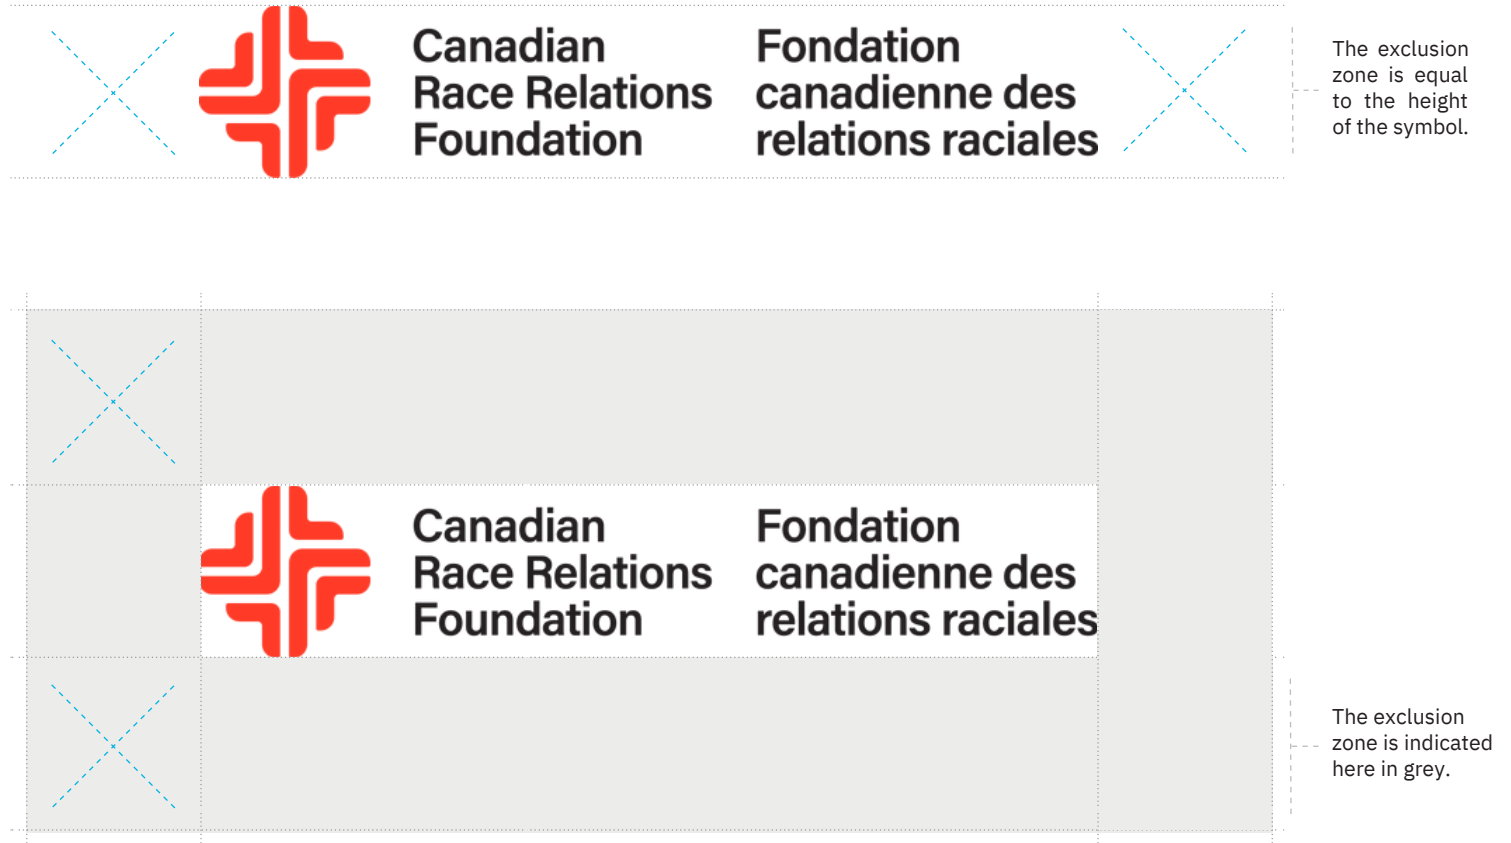 Canadian
Race Relations
Foundation
Fondation
canadienne des
relations raciales
The exclusion
zone is equal
to the height
of the symbol.
Canadian
Race Relations
Foundation
Fondation
canadienne des
relations raciales
The exclusion
zone is indicated
here in grey.